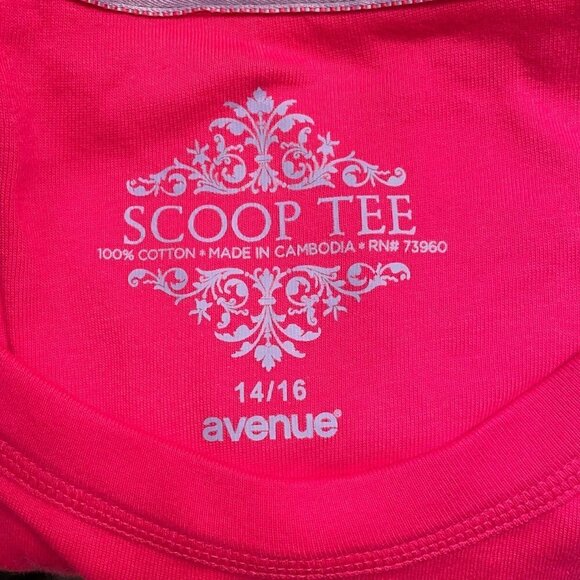 SCOOP TEE
100% COTTON * MADE IN CAMBODIA * RN# 73960
14/16
avenue®